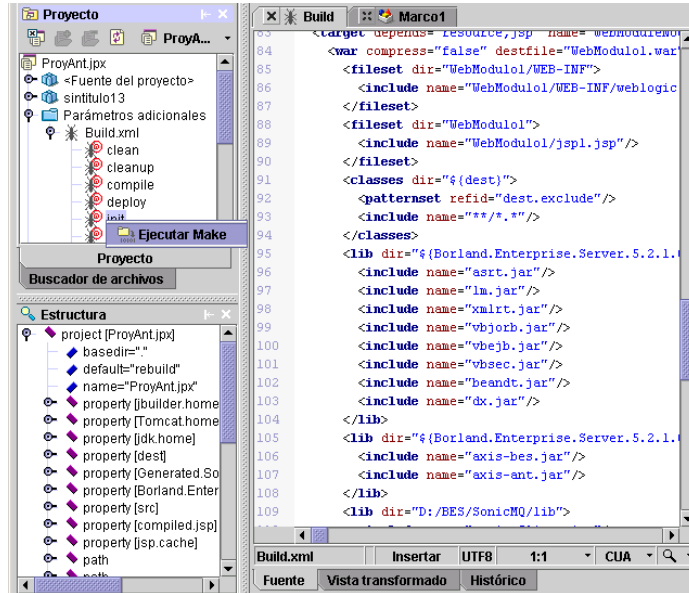 Proyecto
ProyA...
ProyAnt.jpx
<Fuente del proyecto>
sintitulo13
Parámetros adicionales
Build.xml
clean
cleanup
compile
deploy
init
Ejecutar Make
Proyecto
Buscador de archivos
Estructura
project [ProyAnt.jpx]
basedir="."
default="rebuild"
name="ProyAnt.jpx"
property [jbuilder.home
property [Tomcat.home
property [jdk.home]
property [dest]
property [Generated.So
property [Borland.Enter
property [src]
property [compiled.jsp]
property [jsp.cache]
path
path
Build
Marco1
83 <target depends="resource,jsp" name="WebModuleMod
84 <war compress="false" destfile="WebModulo1.war"
85 <fileset dir="WebModulo1/WEB-INF">
86 <include name="WebModulo1/WEB-INF/weblogic
87 </fileset>
88 <fileset dir="WebModulo1">
89 <include name="WebModulo1/jsp1.jsp"/>
90 </fileset>
91 <classes dir="${dest}">
92 <patternset refid="dest.exclude"/>
93 <include name="**/*.*"/>
94 </classes>
95 <lib dir="${Borland.Enterprise.Server.5.2.1.
96 <include name="asrt.jar"/>
97 <include name="lm.jar"/>
98 <include name="xmlrt.jar"/>
99 <include name="vbjorb.jar"/>
100 <include name="vbejb.jar"/>
101 <include name="vbsec.jar"/>
102 <include name="beandt.jar"/>
103 <include name="dx.jar"/>
104 </lib>
105 <lib dir="${Borland.Enterprise.Server.5.2.1.
106 <include name="axis-bes.jar"/>
107 <include name="axis-ant.jar"/>
108 </lib>
109 <lib dir="D:/BES/SonicMQ/lib">
Build.xml Insertar UTF8 1:1 CUA
Fuente Vista transformado Histórico